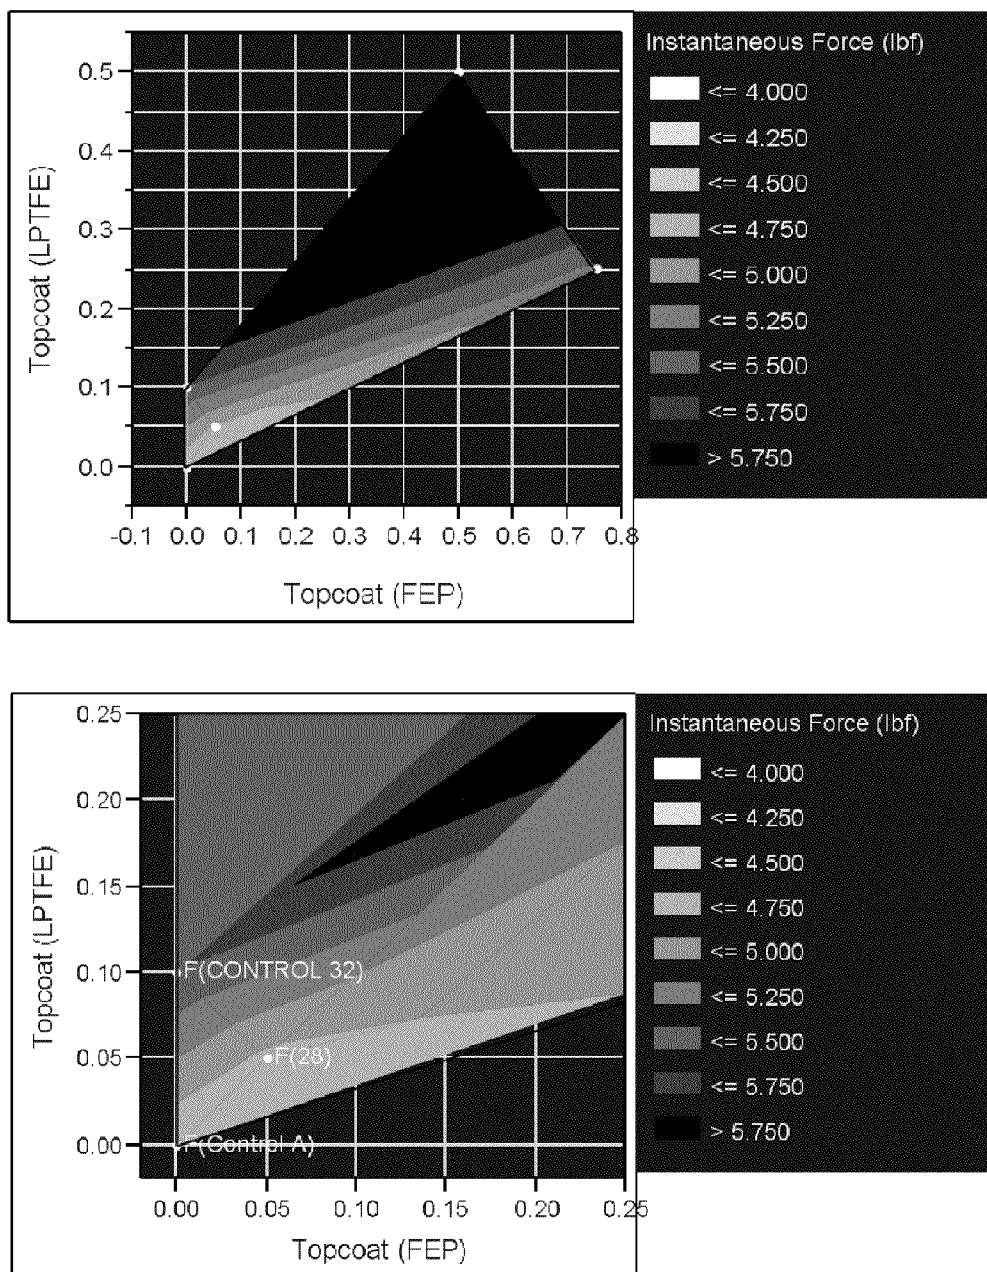 Instantaneous Force (lbf)
<= 4.000
<= 4.250
<= 4.500
<= 4.750
<= 5.000
<= 5.250
<= 5.500
<= 5.750
> 5.750
Topcoat (LPTFE)
0.5
0.4
0.3
0.2
0.1
0.0
-0.1 0.0 0.1 0.2 0.3 0.4 0.5 0.6 0.7 0.8
Topcoat (FEP)
Instantaneous Force (lbf)
<= 4.000
<= 4.250
<= 4.500
<= 4.750
<= 5.000
<= 5.250
<= 5.500
<= 5.750
> 5.750
Topcoat (LPTFE)
0.25
0.20
0.15
0.10
0.05
0.00
F(CONTROL 32)
F(28)
F(Control A)
0.00 0.05 0.10 0.15 0.20 0.25
Topcoat (FEP)